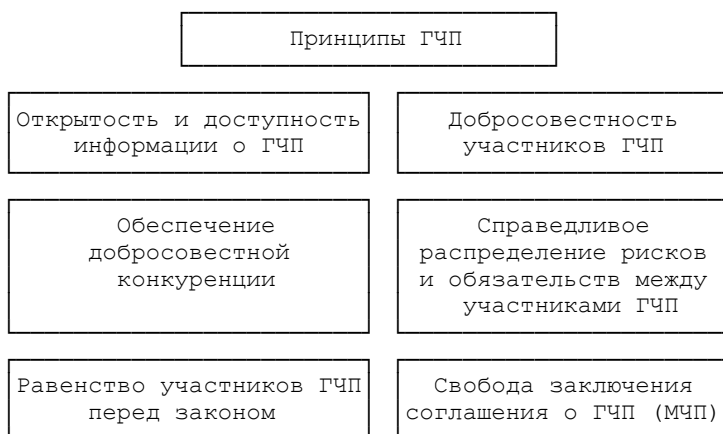 Принципы ГЧП
Открытость и доступность
информации о ГЧП
Добросовестность
участников ГЧП
Обеспечение
добросовестной
конкуренции
Справедливое
распределение рисков
и обязательств между
участниками ГЧП
Равенство участников ГЧП
перед законом
Свобода заключения
соглашения о ГЧП (МЧП)